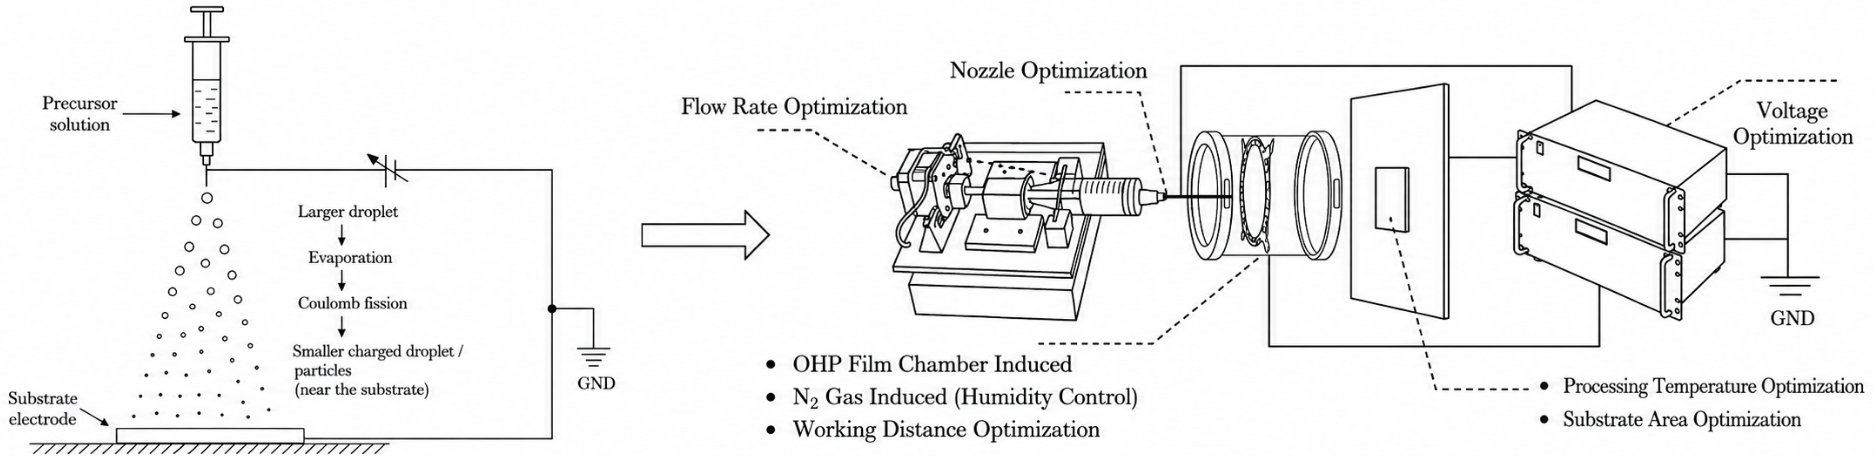 Precursor
solution
Larger droplet
Evaporation
Coulomb fission
Smaller charged droplet /
particles
(near the substrate)
Substrate
electrode
GND
Flow Rate Optimization
Nozzle Optimization
Voltage
Optimization
GND
• OHP Film Chamber Induced
• N₂ Gas Induced (Humidity Control)
• Working Distance Optimization
• Processing Temperature Optimization
• Substrate Area Optimization